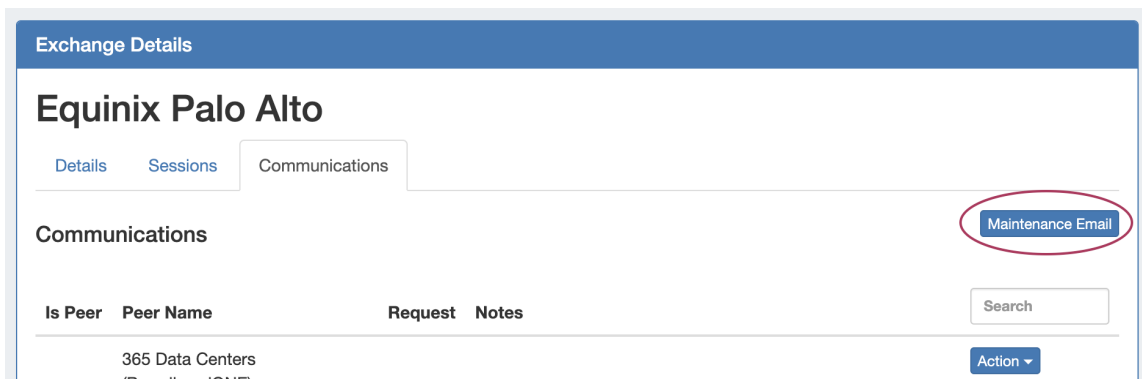 Exchange Details
Equinix Palo Alto
Details Sessions Communications
Maintenance Email
Communications
Search
Is Peer Peer Name Request Notes
365 Data Centers
Action